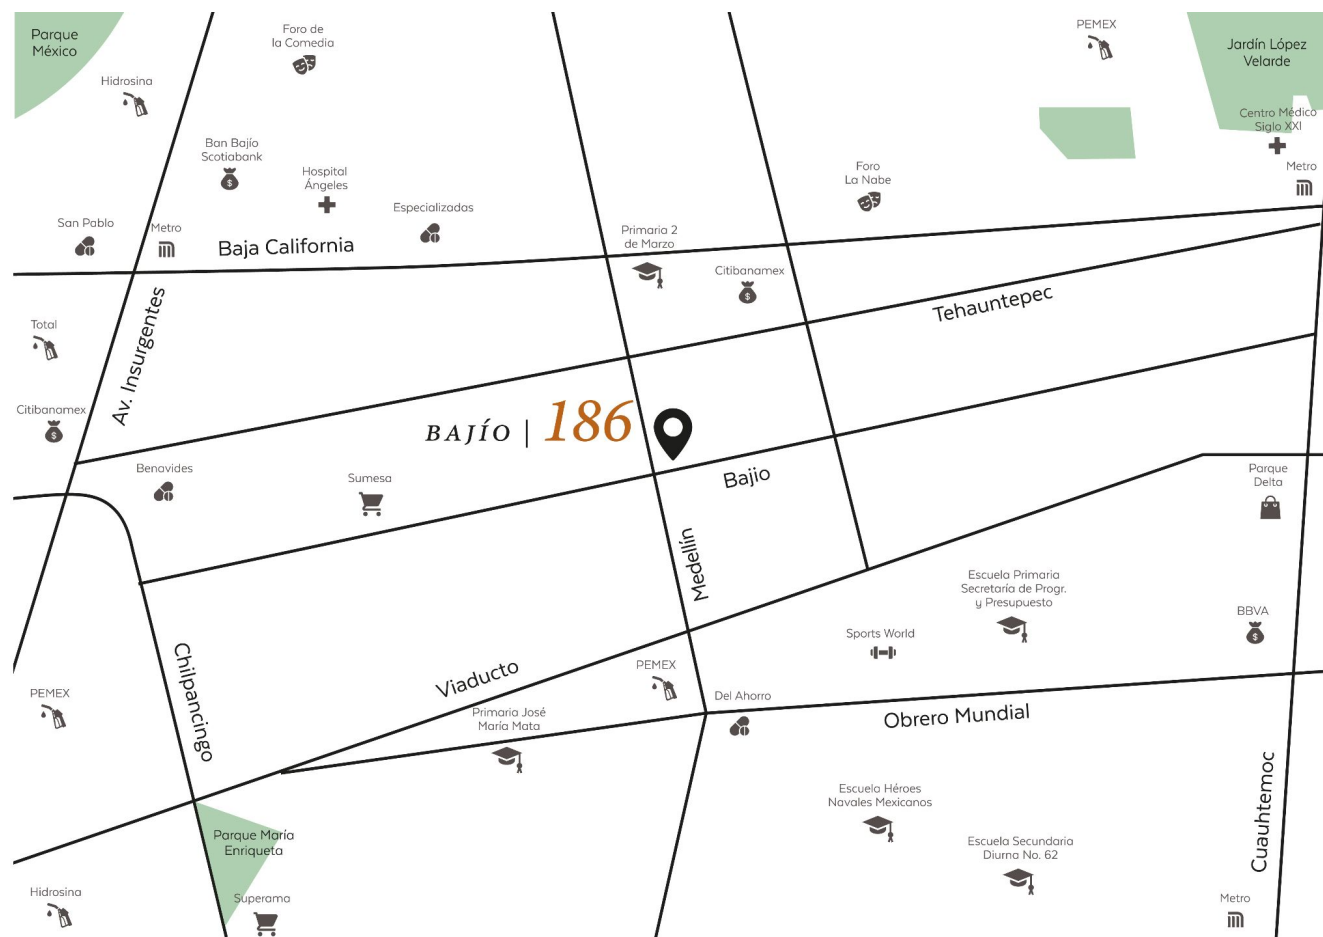 Parque
México
Foro de
la Comedia
PEMEX
Jardín López
Velarde
Hidrosina
Centro Médico
Siglo XXI
Ban Bajío
Scotiabank
Hospital
Ángeles
Foro
La Nabe
Metro
San Pablo
Metro
Especializadas
Baja California
Primaria 2
de Marzo
Citibanamex
$
$
Tehauntepec
Total
Av. Insurgentes
Citibanamex
$
BAJÍO | 186
Benavides
Sumesa
Bajio
Parque
Delta
Medellín
Escuela Primaria
Secretaría de Progr.
y Presupuesto
Sports World
BBVA
$
Chilpancingo
Viaducto
PEMEX
PEMEX
Del Ahorro
Primaria José
María Mata
Obrero Mundial
Escuela Héroes
Navales Mexicanos
Cuauhtemoc
Parque María
Enriqueta
Escuela Secundaria
Diurna No. 62
Hidrosina
Superama
Metro